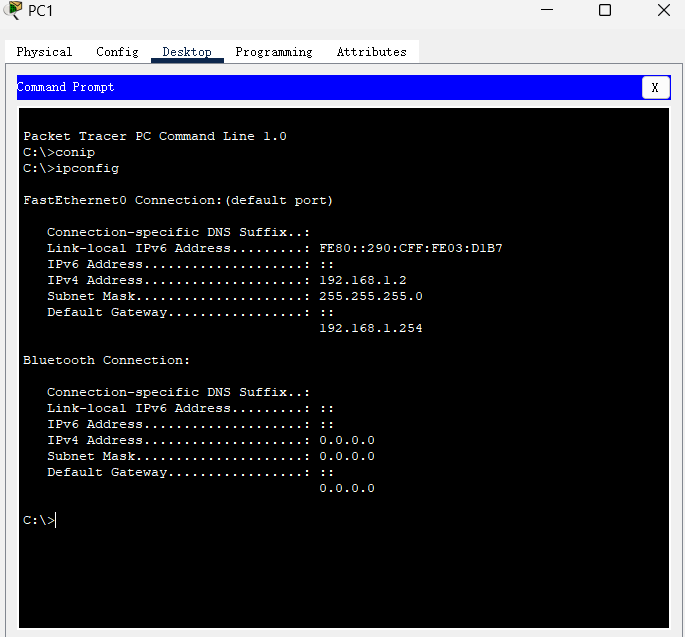 PC1
Physical Config Desktop Programming Attributes
Command Prompt
X
Packet Tracer PC Command Line 1.0
C:\>conip
C:\>ipconfig
FastEthernet0 Connection:(default port)
Connection-specific DNS Suffix..:
Link-local IPv6 Address.........: FE80::290:CFF:FE03:D1B7
IPv6 Address....................: ::
IPv4 Address....................: 192.168.1.2
Subnet Mask.....................: 255.255.255.0
Default Gateway.................: ::
192.168.1.254
Bluetooth Connection:
Connection-specific DNS Suffix..:
Link-local IPv6 Address.........: ::
IPv6 Address....................: ::
IPv4 Address....................: 0.0.0.0
Subnet Mask.....................: 0.0.0.0
Default Gateway.................: ::
0.0.0.0
C:\>